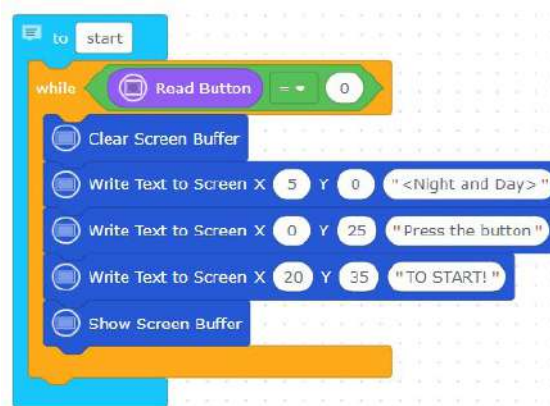 to start
while Read Button = 0
Clear Screen Buffer
Write Text to Screen X 5 Y 0 "<Night and Day>"
Write Text to Screen X 0 Y 25 "Press the button"
Write Text to Screen X 20 Y 35 "TO START!"
Show Screen Buffer